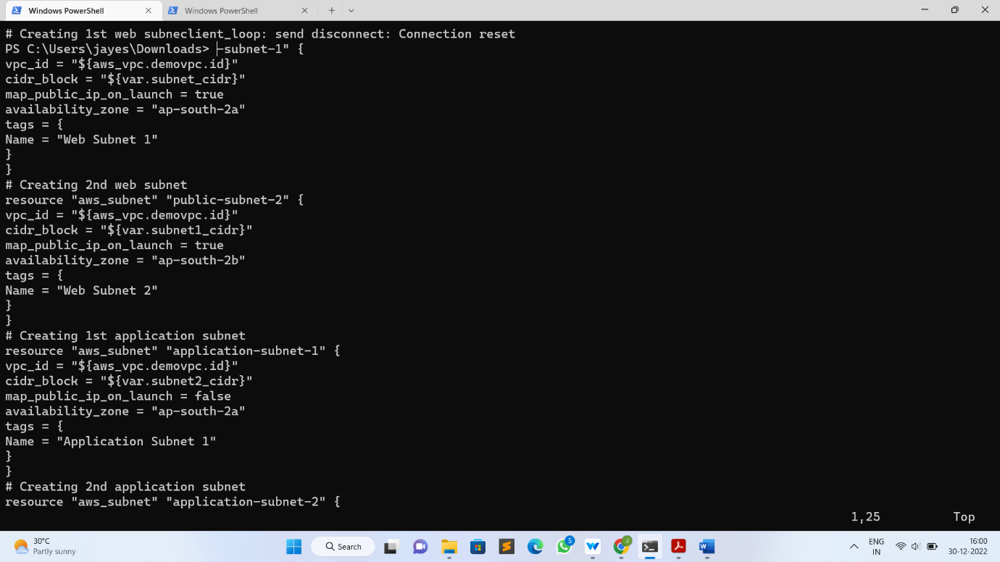 Windows PowerShell
Windows PowerShell
# Creating 1st web subneclient_loop: send disconnect: Connection reset
PS C:\Users\jayes\Downloads> -subnet-1" {
vpc_id = "${aws_vpc.demovpc.id}"
cidr_block = "${var.subnet_cidr}"
map_public_ip_on_launch = true
availability_zone = "ap-south-2a"
tags = {
Name = "Web Subnet 1"
}
}
# Creating 2nd web subnet
resource "aws_subnet" "public-subnet-2" {
vpc_id = "${aws_vpc.demovpc.id}"
cidr_block = "${var.subnet1_cidr}"
map_public_ip_on_launch = true
availability_zone = "ap-south-2b"
tags = {
Name = "Web Subnet 2"
}
}
# Creating 1st application subnet
resource "aws_subnet" "application-subnet-1" {
vpc_id = "${aws_vpc.demovpc.id}"
cidr_block = "${var.subnet2_cidr}"
map_public_ip_on_launch = false
availability_zone = "ap-south-2a"
tags = {
Name = "Application Subnet 1"
}
}
# Creating 2nd application subnet
resource "aws_subnet" "application-subnet-2" {
1,25 Top
30°C
Partly sunny
Search
5
J
ENG
IN
16:00
30-12-2022